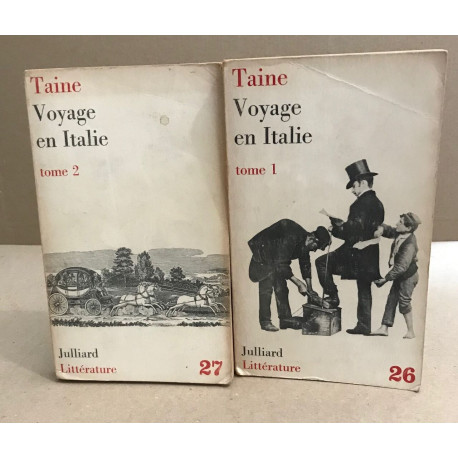 Taine
Voyage
en Italie
tome 2
Julliard
Littérature
27
Taine
Voyage
en Italie
tome 1
Julliard
Littérature
26